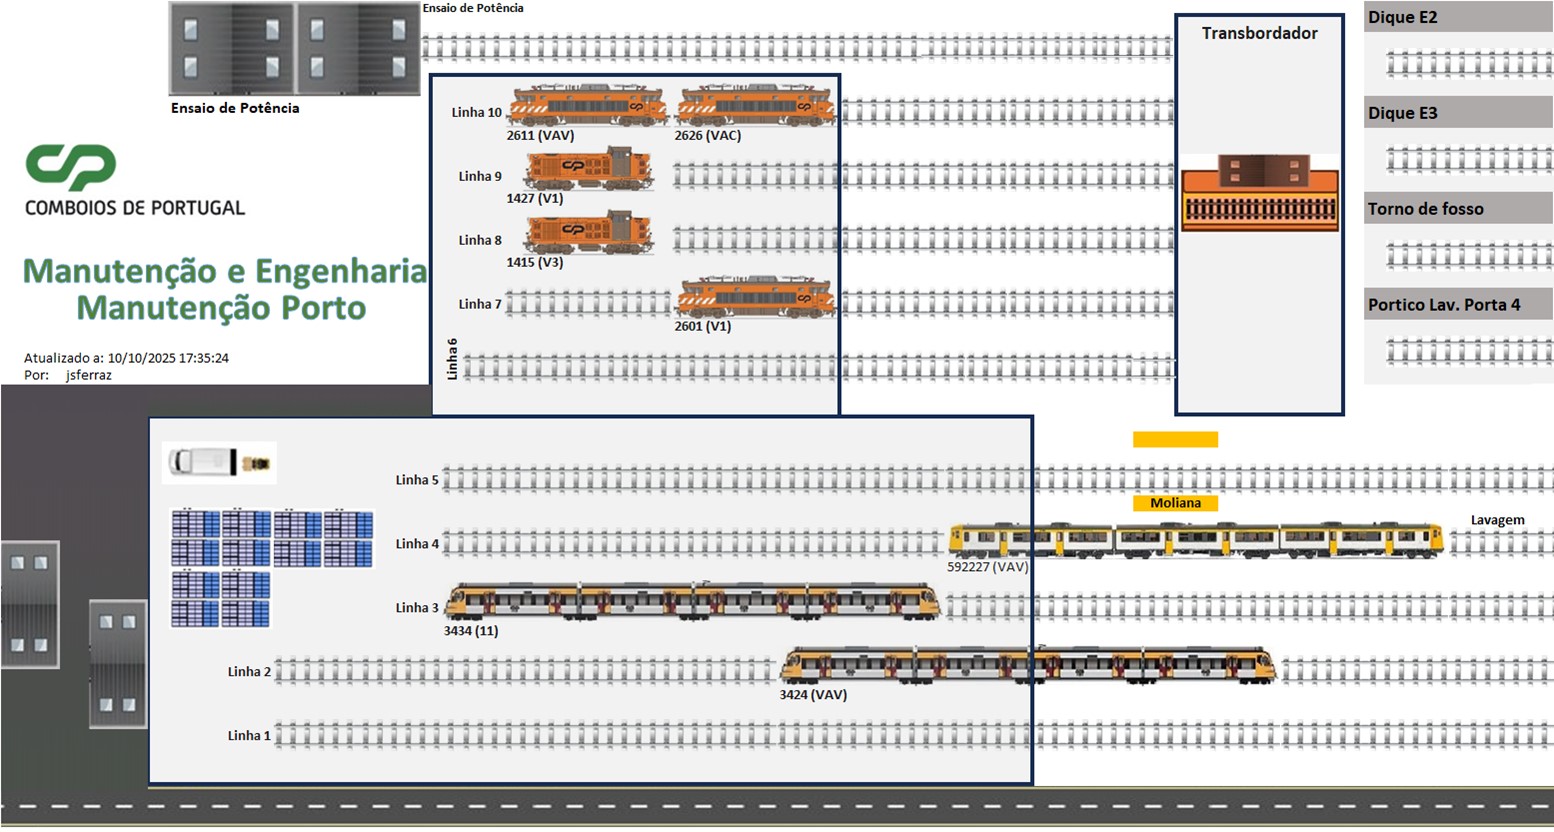 Ensaio de Potência
Transbordador
Dique E2
Ensaio de Potência
Linha 10
2611 (VAV)
2626 (VAC)
Dique E3
CP
COMBOIOS DE PORTUGAL
Linha 9
1427 (V1)
Torno de fosso
Linha 8
1415 (V3)
Manutenção e Engenharia
Manutenção Porto
Linha 7
2601 (V1)
Portico Lav. Porta 4
Linha 6
Atualizado a: 10/10/2025 17:35:24
Por: jsferraz
Linha 5
Moliana
Lavagem
Linha 4
592227 (VAV)
Linha 3
3434 (11)
Linha 2
3424 (VAV)
Linha 1